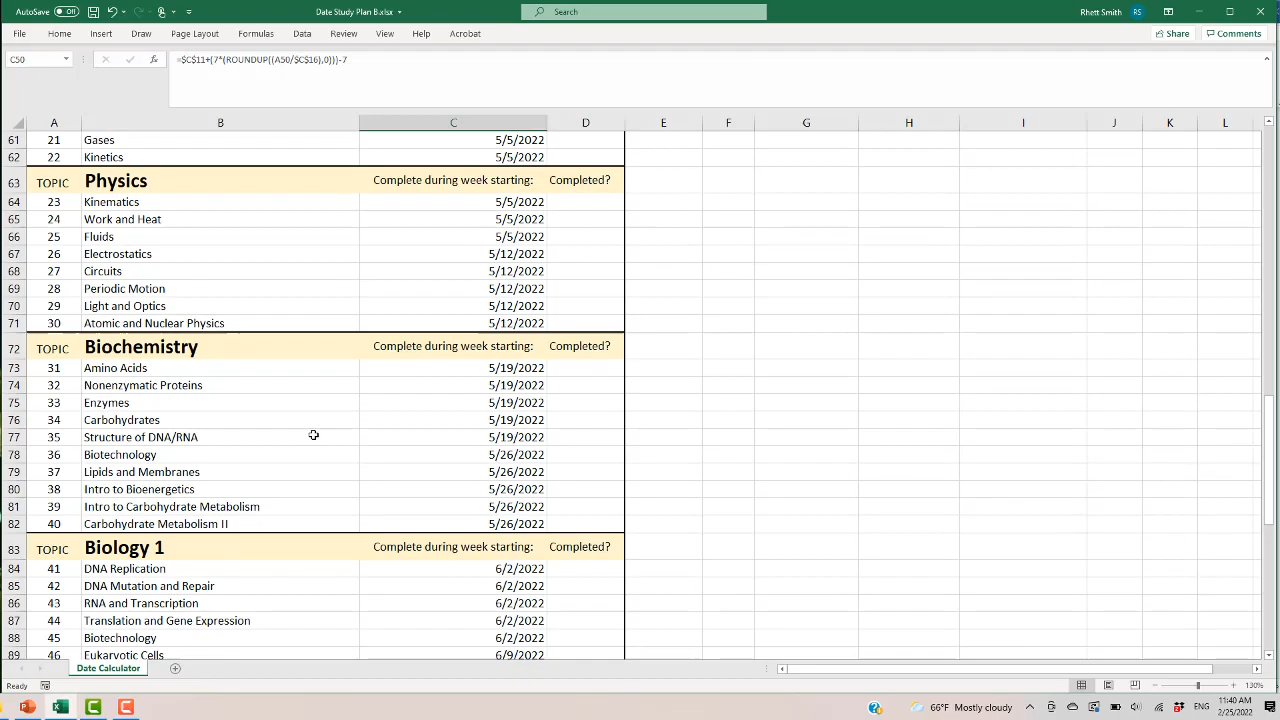 AutoSave Off Date Study Plan B.xlsx Search Rhett Smith RS
File Home Insert Draw Page Layout Formulas Data Review View Help Acrobat Share Comments
C50 fx =$C$11+(7*(ROUNDUP((A50/$C$16),0)))-7
A B C D E F G H I J K L
61 21 Gases 5/5/2022
62 22 Kinetics 5/5/2022
63 TOPIC Physics Complete during week starting: Completed?
64 23 Kinematics 5/5/2022
65 24 Work and Heat 5/5/2022
66 25 Fluids 5/5/2022
67 26 Electrostatics 5/12/2022
68 27 Circuits 5/12/2022
69 28 Periodic Motion 5/12/2022
70 29 Light and Optics 5/12/2022
71 30 Atomic and Nuclear Physics 5/12/2022
72 TOPIC Biochemistry Complete during week starting: Completed?
73 31 Amino Acids 5/19/2022
74 32 Nonenzymatic Proteins 5/19/2022
75 33 Enzymes 5/19/2022
76 34 Carbohydrates 5/19/2022
77 35 Structure of DNA/RNA 5/19/2022
78 36 Biotechnology 5/26/2022
79 37 Lipids and Membranes 5/26/2022
80 38 Intro to Bioenergetics 5/26/2022
81 39 Intro to Carbohydrate Metabolism 5/26/2022
82 40 Carbohydrate Metabolism II 5/26/2022
83 TOPIC Biology 1 Complete during week starting: Completed?
84 41 DNA Replication 6/2/2022
85 42 DNA Mutation and Repair 6/2/2022
86 43 RNA and Transcription 6/2/2022
87 44 Translation and Gene Expression 6/2/2022
88 45 Biotechnology 6/2/2022
89 46 Eukaryotic Cells 6/9/2022
Date Calculator
Ready 130%
66°F Mostly cloudy ENG 11:40 AM
2/25/2022